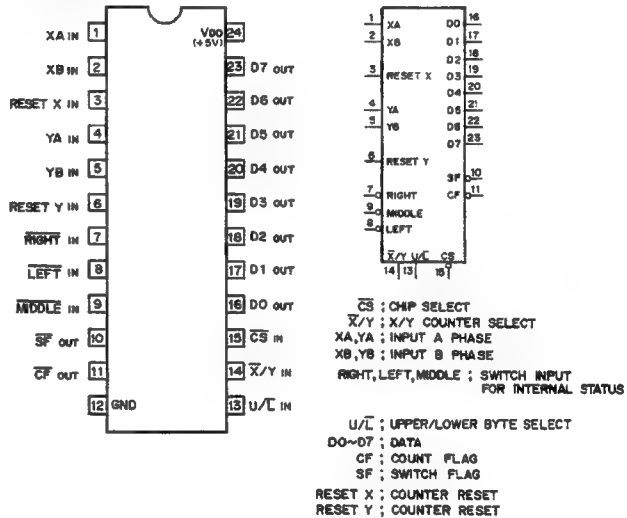 XA IN 1
XB IN 2
RESET X IN 3
YA IN 4
YB IN 5
RESET Y IN 6
R̅I̅G̅H̅T̅ IN 7
L̅E̅F̅T̅ IN 8
M̅I̅D̅D̅L̅E̅ IN 9
S̅F̅ OUT 10
C̅F̅ OUT 11
12 GND
VDD 24
(+5V)
23 D7 OUT
22 D6 OUT
21 D5 OUT
20 D4 OUT
19 D3 OUT
18 D2 OUT
17 D1 OUT
16 D0 OUT
15 C̅S̅ IN
14 X̅/Y IN
13 U/L̅ IN
1 XA
2 XB
3 RESET X
4 YA
5 YB
6 RESET Y
7 RIGHT
9 MIDDLE
8 LEFT
D0 16
D1 17
D2 18
D3 19
D4 20
D5 21
D6 22
D7 23
SF 10
CF 11
X̅/Y U/L̅ CS
14 13 15
C̅S̅ ; CHIP SELECT
X̅/Y ; X/Y COUNTER SELECT
XA,YA ; INPUT A PHASE
XB,YB ; INPUT B PHASE
RIGHT,LEFT,MIDDLE ; SWITCH INPUT
FOR INTERNAL STATUS
U/L̅ ; UPPER/LOWER BYTE SELECT
D0~D7 ; DATA
CF ; COUNT FLAG
SF ; SWITCH FLAG
RESET X ; COUNTER RESET
RESET Y ; COUNTER RESET